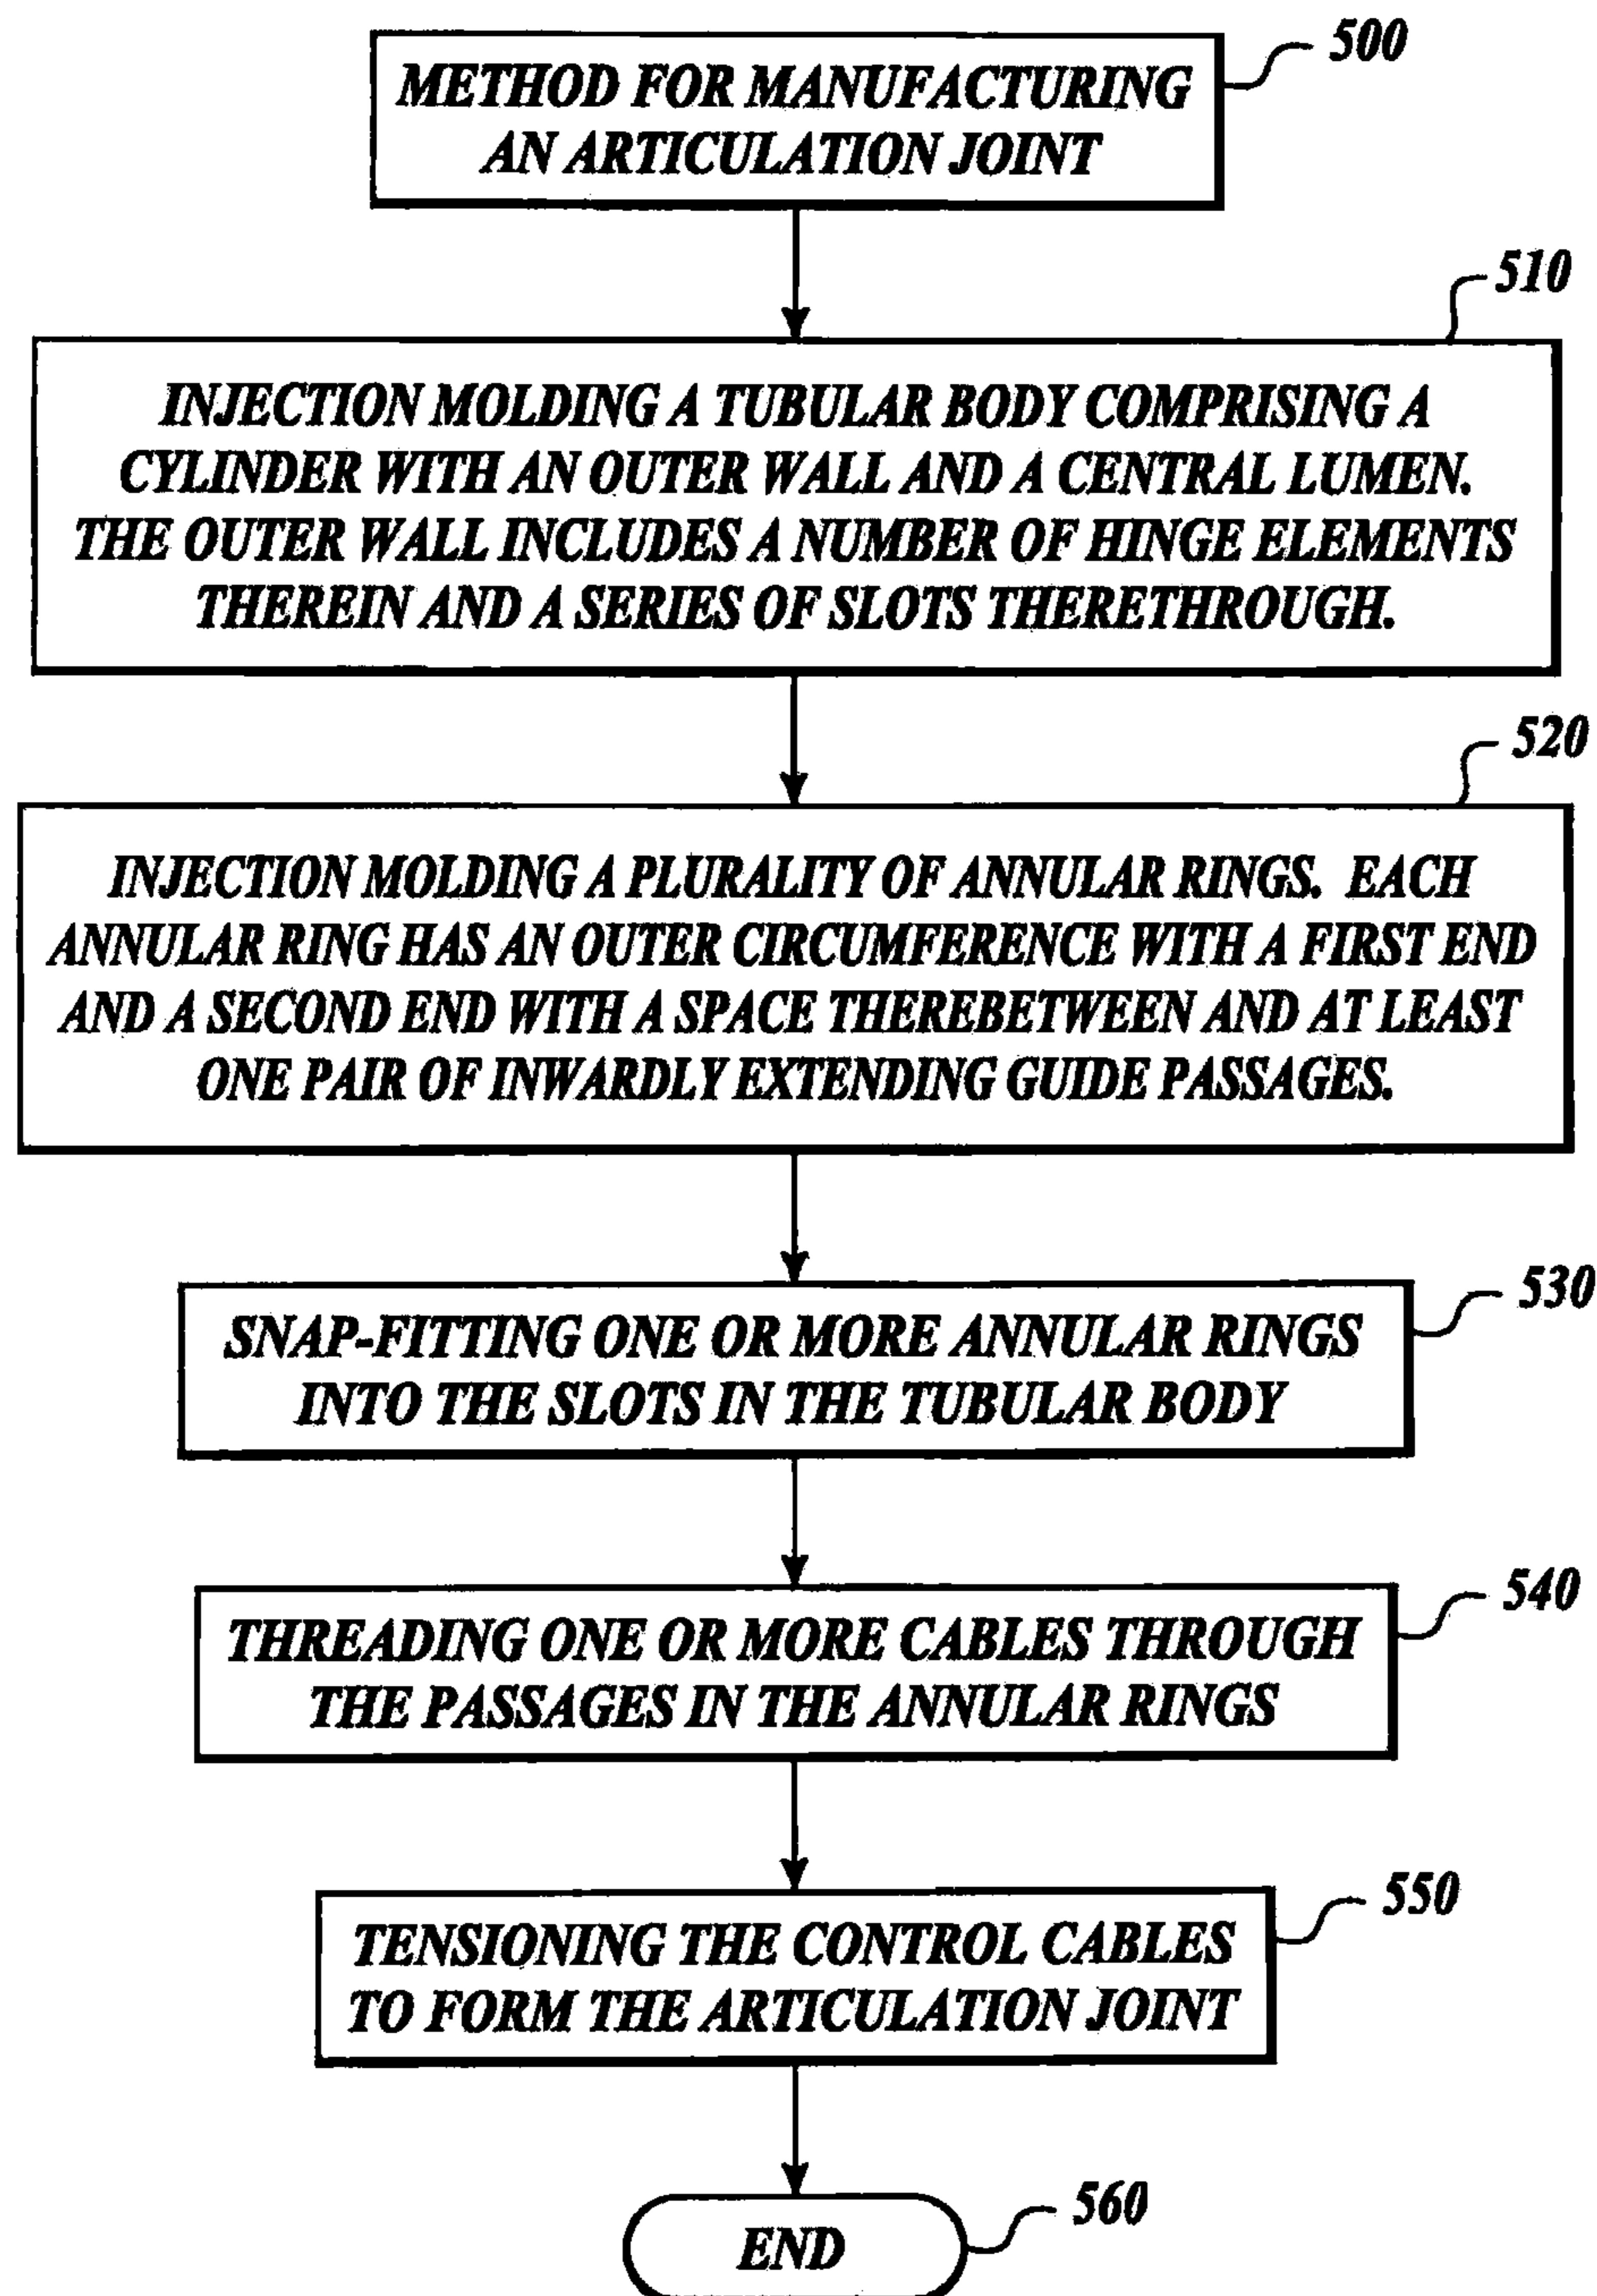 500
METHOD FOR MANUFACTURING
AN ARTICULATION JOINT
510
INJECTION MOLDING A TUBULAR BODY COMPRISING A
CYLINDER WITH AN OUTER WALL AND A CENTRAL LUMEN.
THE OUTER WALL INCLUDES A NUMBER OF HINGE ELEMENTS
THEREIN AND A SERIES OF SLOTS THERETHROUGH.
520
INJECTION MOLDING A PLURALITY OF ANNULAR RINGS. EACH
ANNULAR RING HAS AN OUTER CIRCUMFERENCE WITH A FIRST END
AND A SECOND END WITH A SPACE THEREBETWEEN AND AT LEAST
ONE PAIR OF INWARDLY EXTENDING GUIDE PASSAGES.
530
SNAP-FITTING ONE OR MORE ANNULAR RINGS
INTO THE SLOTS IN THE TUBULAR BODY
540
THREADING ONE OR MORE CABLES THROUGH
THE PASSAGES IN THE ANNULAR RINGS
550
TENSIONING THE CONTROL CABLES
TO FORM THE ARTICULATION JOINT
560
END